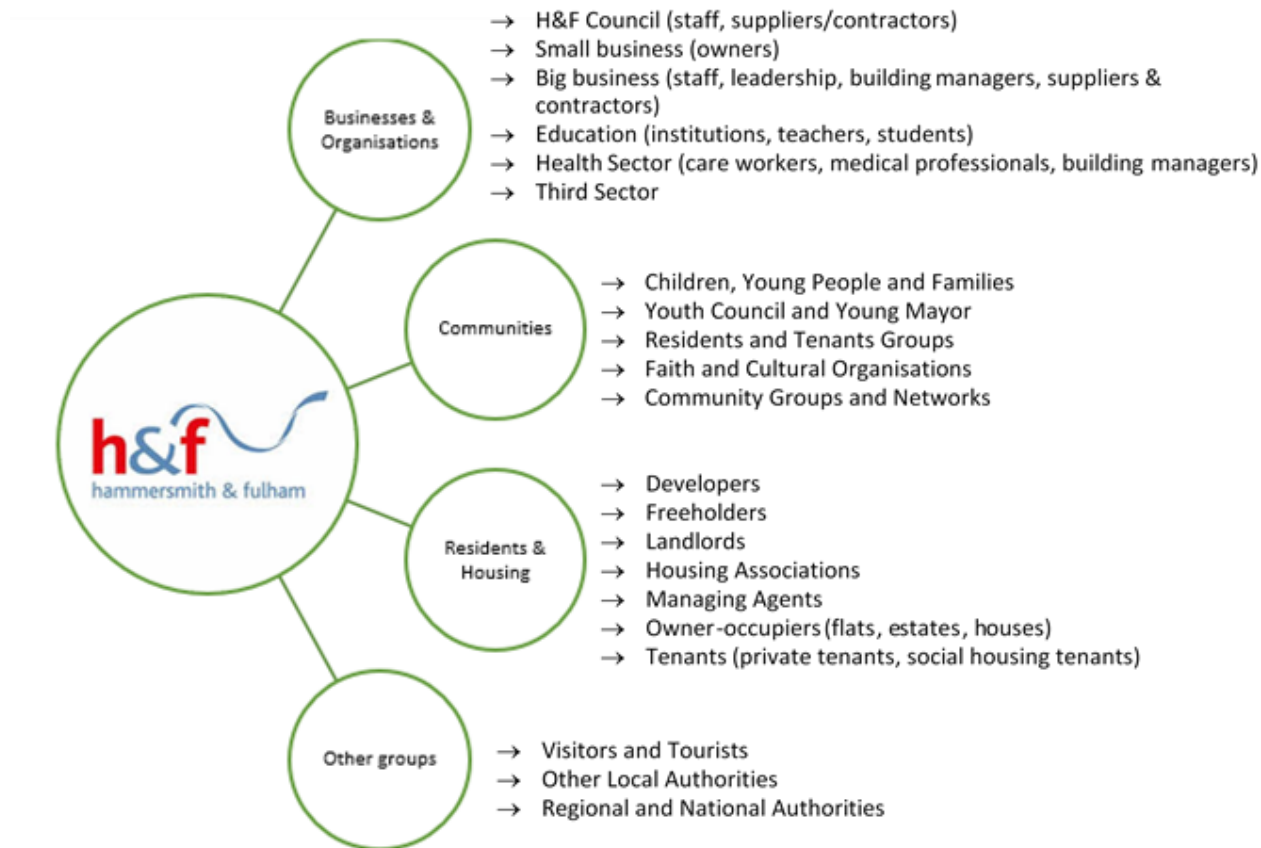 → H&F Council (staff, suppliers/contractors)
→ Small business (owners)
→ Big business (staff, leadership, building managers, suppliers &
contractors)
→ Education (institutions, teachers, students)
→ Health Sector (care workers, medical professionals, building managers)
→ Third Sector
Businesses &
Organisations
→ Children, Young People and Families
→ Youth Council and Young Mayor
→ Residents and Tenants Groups
→ Faith and Cultural Organisations
→ Community Groups and Networks
Communities
h&f
hammersmith & fulham
→ Developers
→ Freeholders
→ Landlords
→ Housing Associations
→ Managing Agents
→ Owner-occupiers (flats, estates, houses)
→ Tenants (private tenants, social housing tenants)
Residents &
Housing
Other groups
→ Visitors and Tourists
→ Other Local Authorities
→ Regional and National Authorities